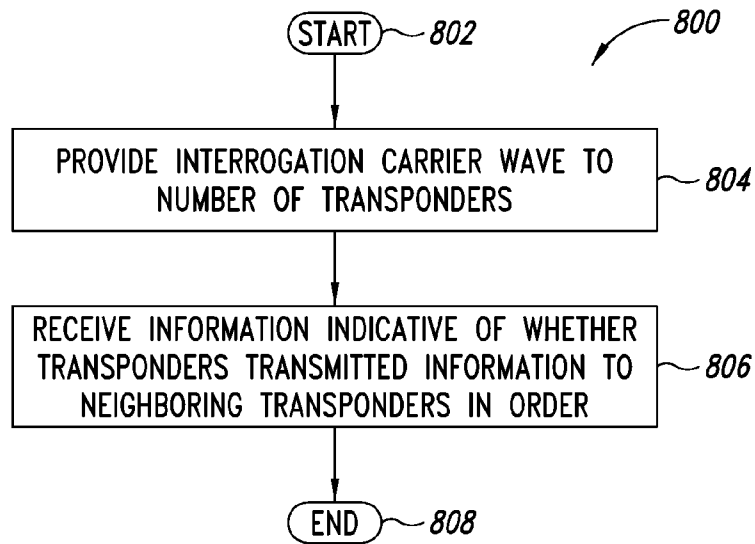 START 802
800
PROVIDE INTERROGATION CARRIER WAVE TO
NUMBER OF TRANSPONDERS
804
RECEIVE INFORMATION INDICATIVE OF WHETHER
TRANSPONDERS TRANSMITTED INFORMATION TO
NEIGHBORING TRANSPONDERS IN ORDER
806
END 808